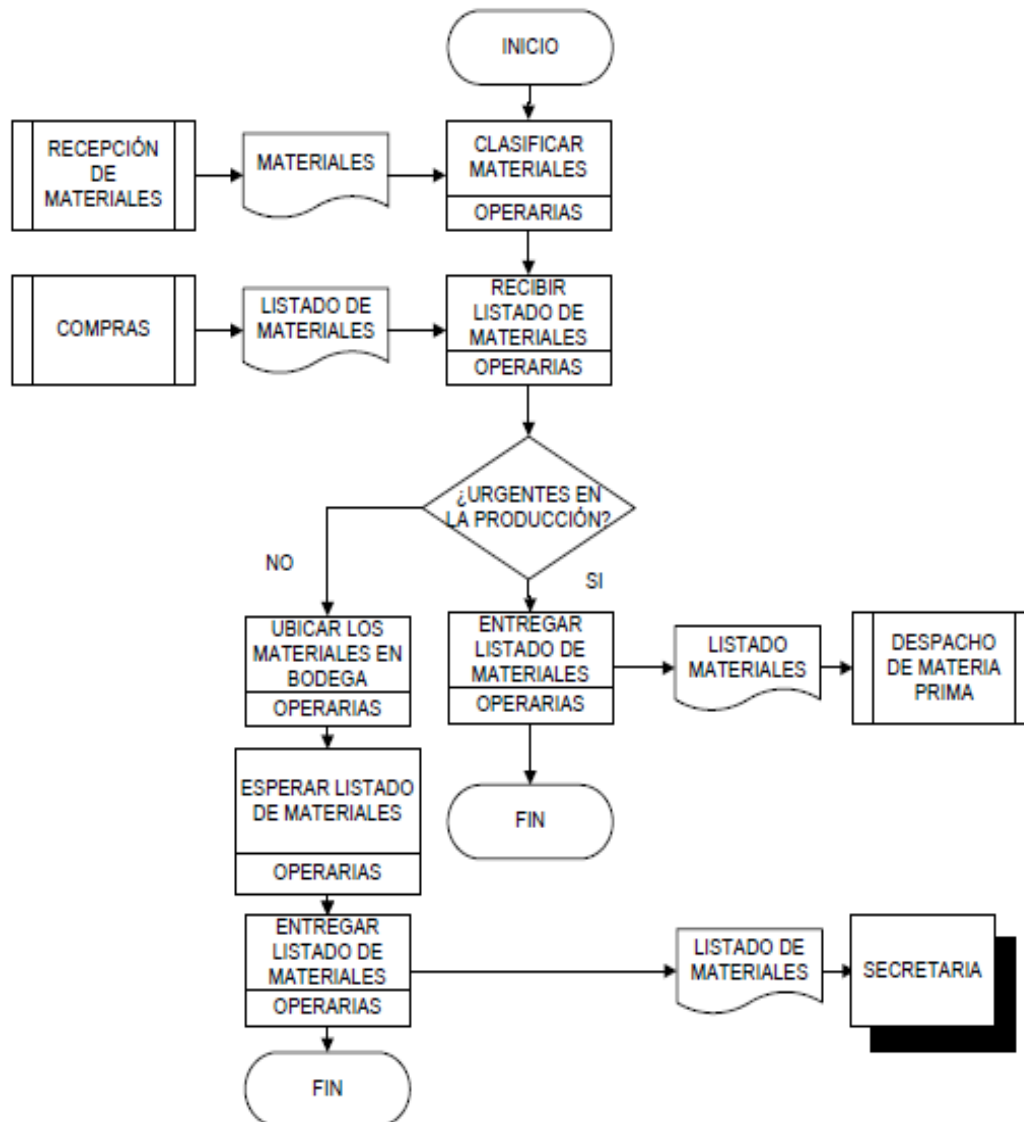 INICIO
RECEPCIÓN
DE
MATERIALES
MATERIALES
CLASIFICAR
MATERIALES
OPERARIAS
COMPRAS
LISTADO DE
MATERIALES
RECIBIR
LISTADO DE
MATERIALES
OPERARIAS
¿URGENTES EN
LA PRODUCCIÓN?
NO
SI
UBICAR LOS
MATERIALES EN
BODEGA
OPERARIAS
ENTREGAR
LISTADO DE
MATERIALES
OPERARIAS
LISTADO
MATERIALES
DESPACHO
DE MATERIA
PRIMA
ESPERAR LISTADO
DE MATERIALES
OPERARIAS
FIN
ENTREGAR
LISTADO DE
MATERIALES
OPERARIAS
LISTADO DE
MATERIALES
SECRETARIA
FIN